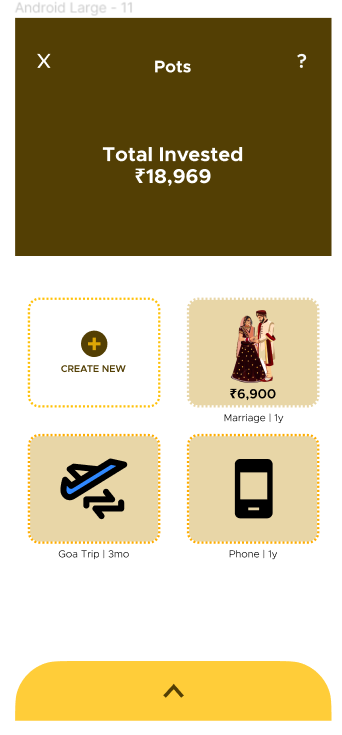 Android Large - 11
X
Pots
?
Total Invested
₹18,969
CREATE NEW
₹6,900
Marriage | 1y
Goa Trip | 3mo
Phone | 1y